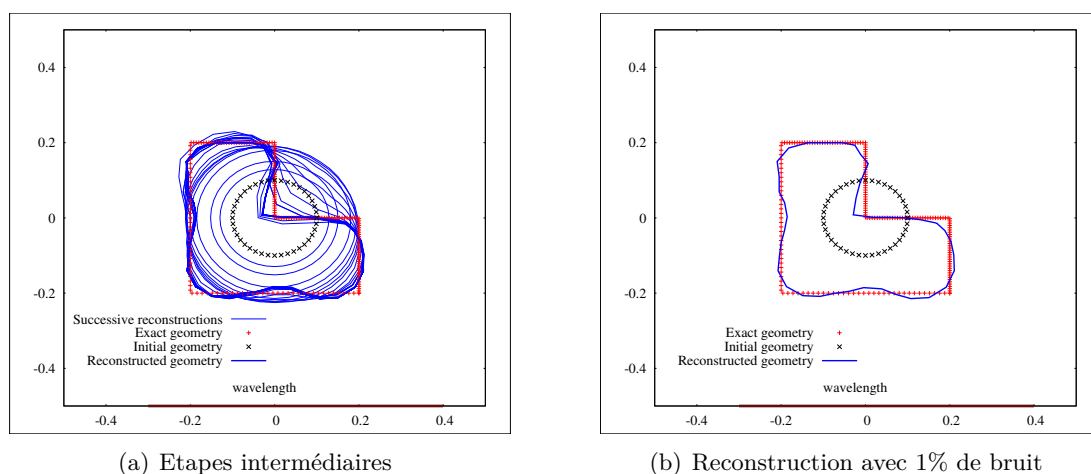 0.4
0.2
0
-0.2
-0.4
Successive reconstructions
Exact geometry
Initial geometry
Reconstructed geometry
wavelength
-0.4 -0.2 0 0.2 0.4
(a) Etapes intermédiaires
0.4
0.2
0
-0.2
-0.4
Exact geometry
Initial geometry
Reconstructed geometry
wavelength
-0.4 -0.2 0 0.2 0.4
(b) Reconstruction avec 1% de bruit